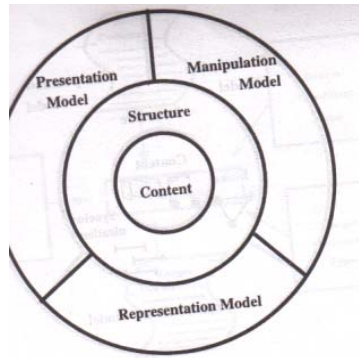 Presentation
Model
Manipulation
Model
Structure
Content
Representation Model